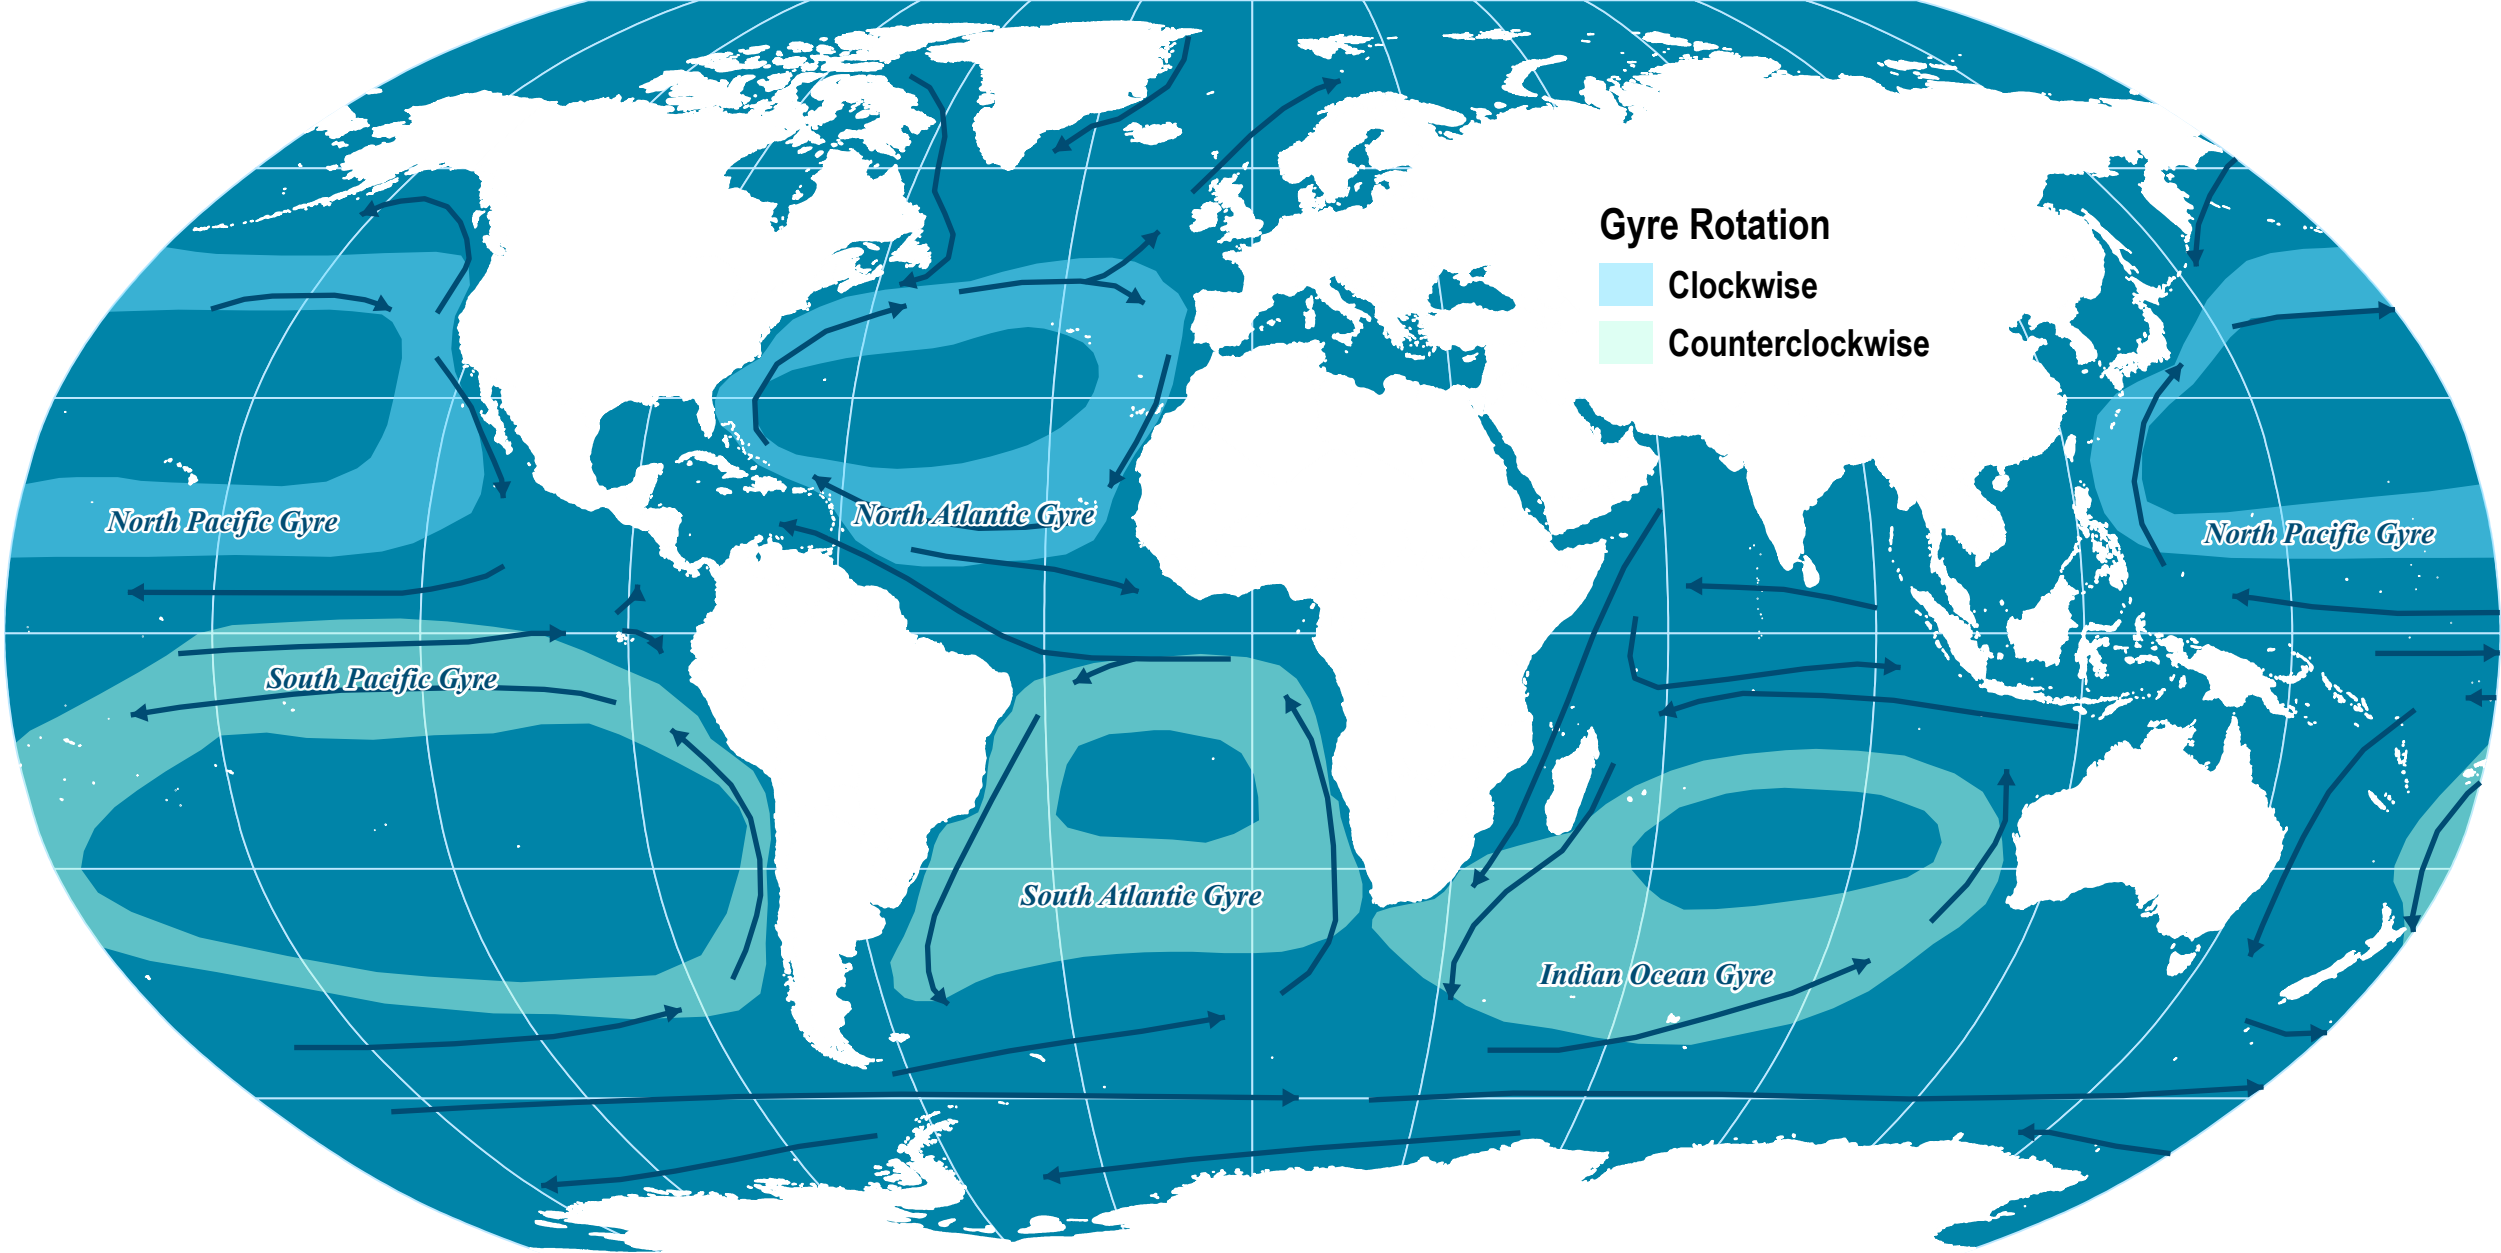 Gyre Rotation
Clockwise
Counterclockwise
North Pacific Gyre
North Atlantic Gyre
North Pacific Gyre
South Pacific Gyre
South Atlantic Gyre
Indian Ocean Gyre